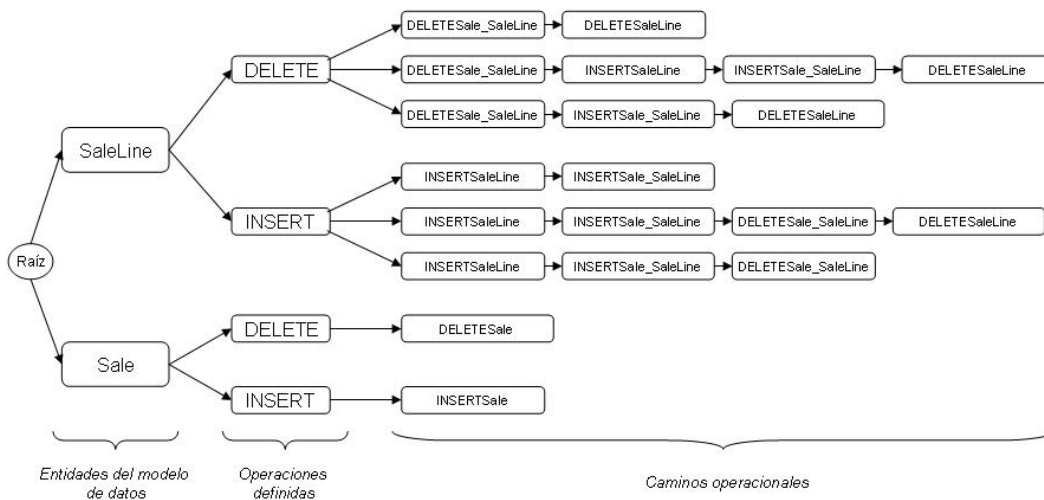 DELETESale_SaleLine DELETESaleLine
DELETE DELETESale_SaleLine INSERTSaleLine INSERTSale_SaleLine DELETESaleLine
DELETESale_SaleLine INSERTSale_SaleLine DELETESaleLine
SaleLine
INSERTSaleLine INSERTSale_SaleLine
INSERT INSERTSaleLine INSERTSale_SaleLine DELETESale_SaleLine DELETESaleLine
Raíz
INSERTSaleLine INSERTSale_SaleLine DELETESale_SaleLine
DELETE DELETESale
Sale
INSERT INSERTSale
Entidades del modelo de datos
Operaciones definidas
Caminos operacionales